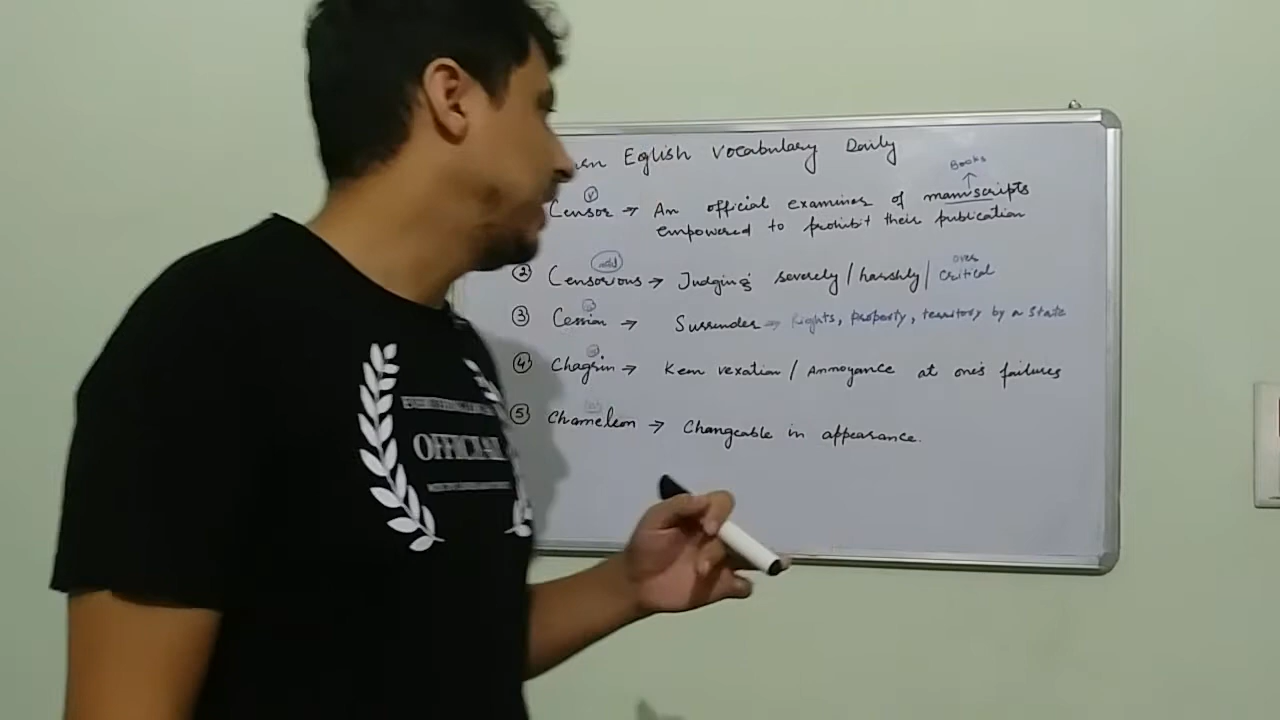 Eglish Vocabulary Daily
Books
Censor → An official examiner of manuscripts
empowered to prohibit their publication
② Censorious → Judging severely / harshly / over critical
③ Cession → Surrender → Rights, property, territory by a state
④ Chagrin → Keen vexation / Annoyance at one's failures
⑤ Chameleon → Changeable in appearance.
OFFICIAL